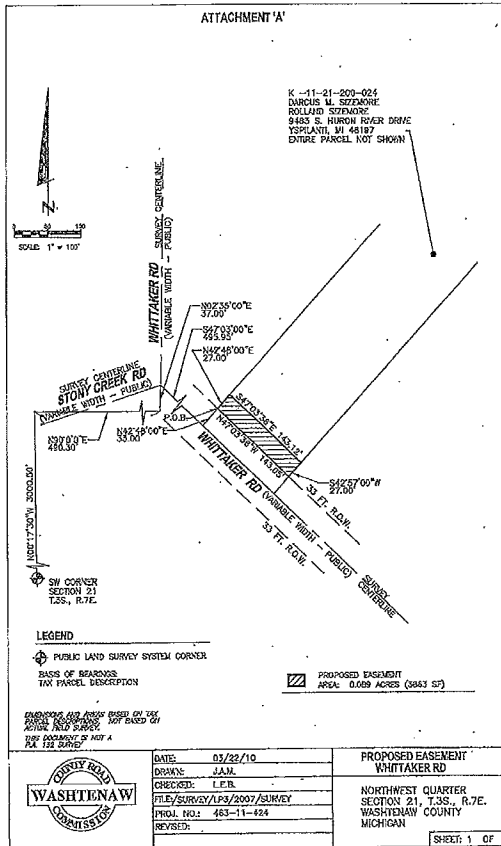 ATTACHMENT 'A'
K -11-21-200-024
DARCUS M. SIZEMORE
ROLLAND SIZEMORE
9483 S. HURON RIVER DRIVE
YSPILANTI, MI 48197
ENTIRE PARCEL NOT SHOWN
N
SCALE: 1" = 100'
WHITTAKER RD SURVEY CENTERLINE
(VARIABLE WIDTH - PUBLIC)
N02°35'00"E
37.00'
S47°03'00"E
495.95'
N42°48'00"E
27.00'
SURVEY CENTERLINE
STONY CREEK RD
(VARIABLE WIDTH - PUBLIC)
P.O.B.
S47°03'36"E 143.12'
N47°03'36"W 143.05'
N90°0'0"E
490.30'
N42°48'00"E
33.00'
WHITTAKER RD (VARIABLE WIDTH - PUBLIC)
SURVEY
CENTERLINE
S42°57'00"W
27.00'
33 FT. R.O.W.
33 FT. R.O.W.
N00°17'30"W 3000.50'
SW CORNER
SECTION 21
T.3S., R.7E.
LEGEND
PUBLIC LAND SURVEY SYSTEM CORNER
BASIS OF BEARINGS:
TAX PARCEL DESCRIPTION
PROPOSED EASEMENT
AREA: 0.089 ACRES (3863 SF)
DIMENSIONS AND AREAS BASED ON TAX
PARCEL DESCRIPTIONS, NOT BASED ON
ACTUAL FIELD SURVEY.
THIS DOCUMENT IS NOT A
P.A. 132 SURVEY
COUNTY ROAD
WASHTENAW
COMMISSION
DATE: 03/22/10
DRAWN: J.A.M.
CHECKED: L.E.B.
FILE/SURVEY/LP3/2007/SURVEY
PROJ. NO.: 463-11-424
REVISED:
PROPOSED EASEMENT
WHITTAKER RD
NORTHWEST QUARTER
SECTION 21, T.3S., R.7E.
WASHTENAW COUNTY
MICHIGAN
SHEET: 1 OF